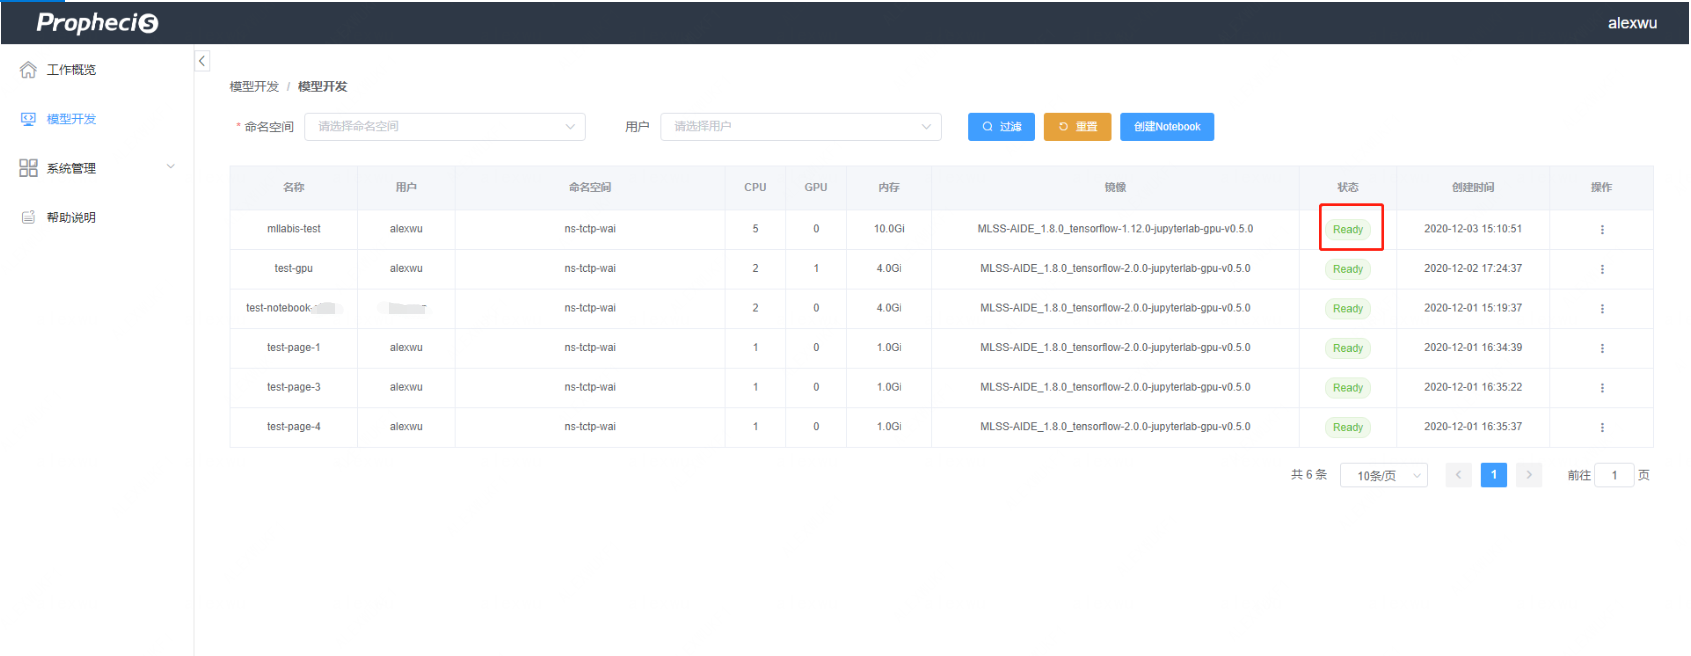 Prophecis
alexwu
工作概览
模型开发
系统管理
帮助说明
模型开发 / 模型开发
* 命名空间 请选择命名空间 用户 请选择用户 过滤 重置 创建Notebook
名称 用户 命名空间 CPU GPU 内存 镜像 状态 创建时间 操作
mllabis-test alexwu ns-tctp-wai 5 0 10.0Gi MLSS-AIDE_1.8.0_tensorflow-1.12.0-jupyterlab-gpu-v0.5.0 Ready 2020-12-03 15:10:51
test-gpu alexwu ns-tctp-wai 2 1 4.0Gi MLSS-AIDE_1.8.0_tensorflow-2.0.0-jupyterlab-gpu-v0.5.0 Ready 2020-12-02 17:24:37
test-notebook- ns-tctp-wai 2 0 4.0Gi MLSS-AIDE_1.8.0_tensorflow-2.0.0-jupyterlab-gpu-v0.5.0 Ready 2020-12-01 15:19:37
test-page-1 alexwu ns-tctp-wai 1 0 1.0Gi MLSS-AIDE_1.8.0_tensorflow-2.0.0-jupyterlab-gpu-v0.5.0 Ready 2020-12-01 16:34:39
test-page-3 alexwu ns-tctp-wai 1 0 1.0Gi MLSS-AIDE_1.8.0_tensorflow-2.0.0-jupyterlab-gpu-v0.5.0 Ready 2020-12-01 16:35:22
test-page-4 alexwu ns-tctp-wai 1 0 1.0Gi MLSS-AIDE_1.8.0_tensorflow-2.0.0-jupyterlab-gpu-v0.5.0 Ready 2020-12-01 16:35:37
共 6 条 10条/页 1 前往 1 页